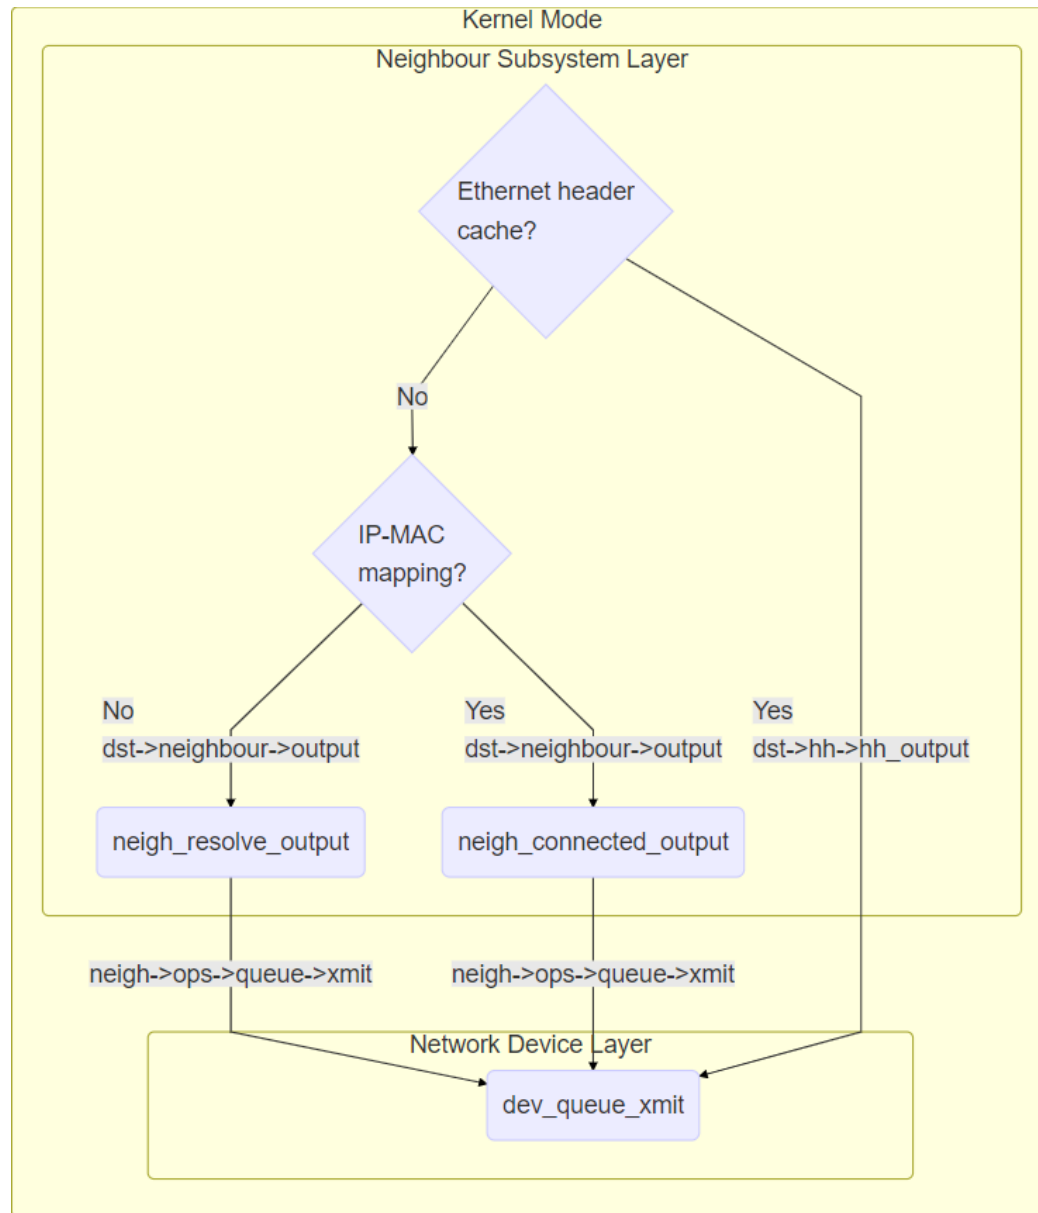 Kernel Mode
Neighbour Subsystem Layer
Ethernet header
cache?
No
IP-MAC
mapping?
No
dst->neighbour->output
Yes
dst->neighbour->output
Yes
dst->hh->hh_output
neigh_resolve_output
neigh_connected_output
neigh->ops->queue->xmit
neigh->ops->queue->xmit
Network Device Layer
dev_queue_xmit